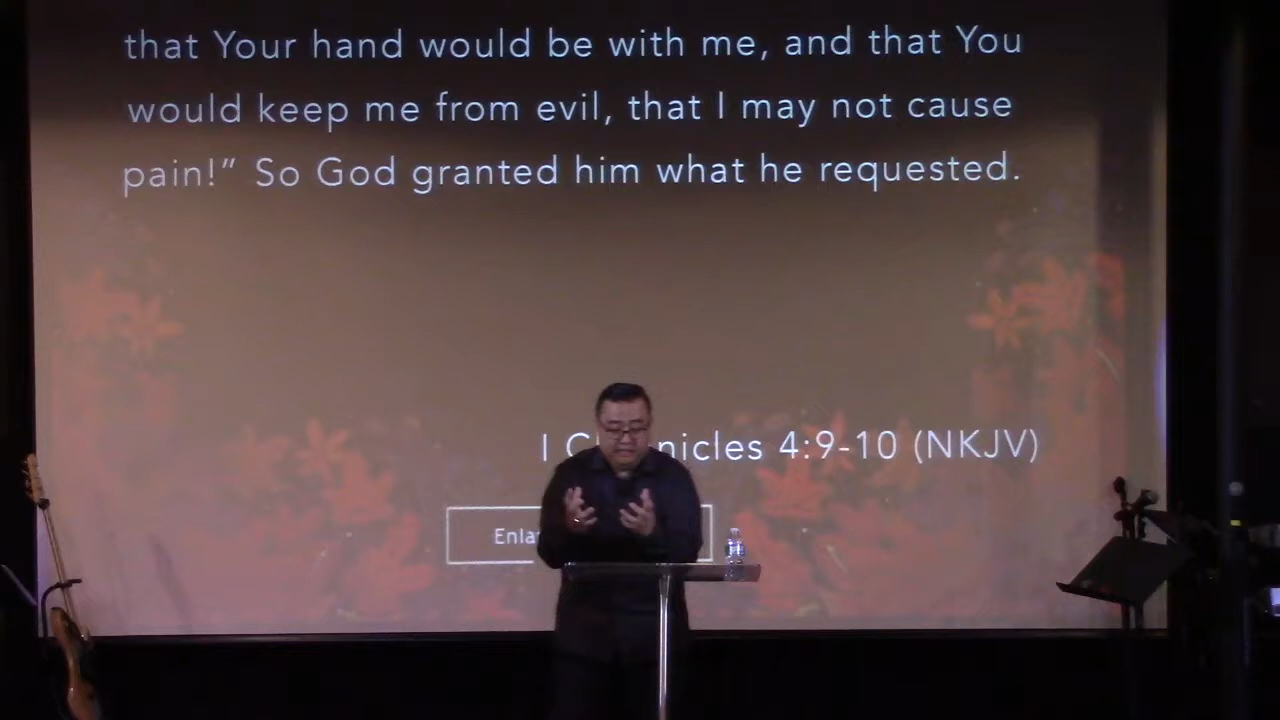 that Your hand would be with me, and that You
would keep me from evil, that I may not cause
pain!” So God granted him what he requested.
I C nicles 4:9-10 (NKJV)
Enla